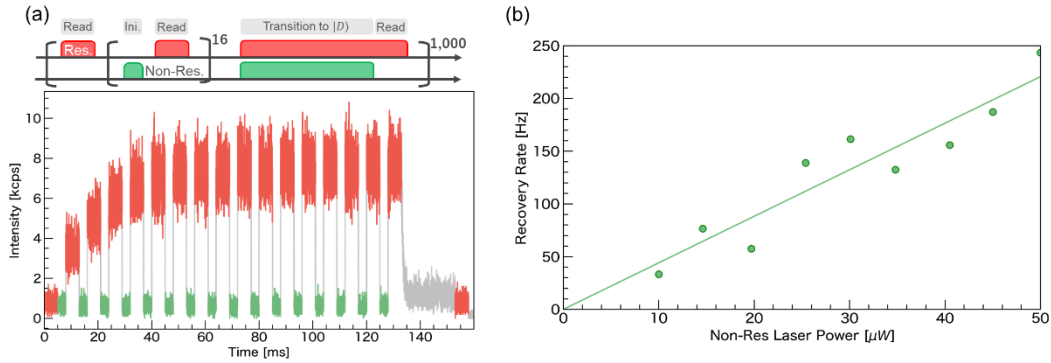 (a)
Read Ini. Read Transition to |D⟩ Read
Res. 16 1,000
Non-Res.
Intensity [kcps]
10
8
6
4
2
0
0 20 40 60 80 100 120 140
Time [ms]
(b)
Recovery Rate [Hz]
250
200
150
100
50
0
0 10 20 30 40 50
Non-Res Laser Power [μW]